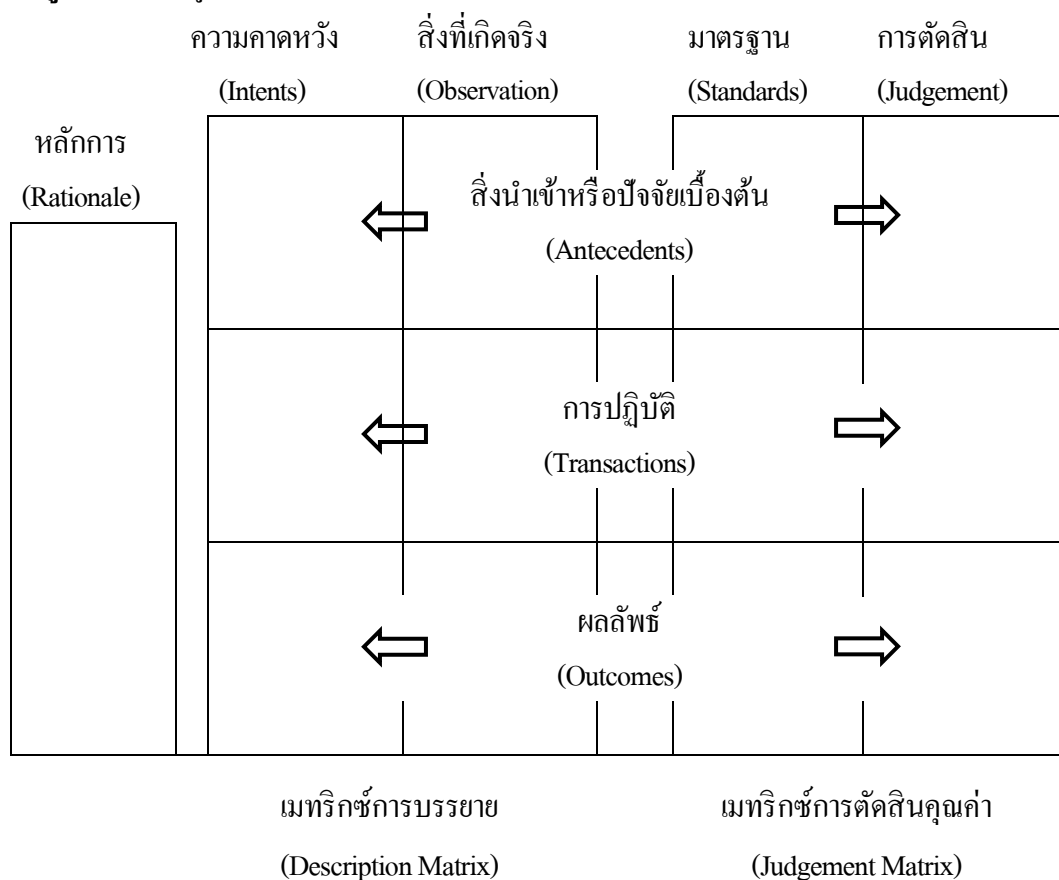 ความคาดหวัง สิ่งที่เกิดจริง มาตรฐาน การตัดสิน
(Intents) (Observation) (Standards) (Judgement)
หลักการ
(Rationale)
สิ่งนำเข้าหรือปัจจัยเบื้องต้น
(Antecedents)
การปฏิบัติ
(Transactions)
ผลลัพธ์
(Outcomes)
เมทริกซ์การบรรยาย เมทริกซ์การตัดสินคุณค่า
(Description Matrix) (Judgement Matrix)